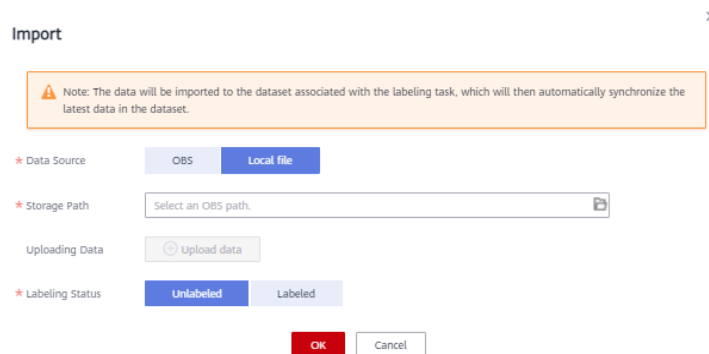 Import
Note: The data will be imported to the dataset associated with the labeling task, which will then automatically synchronize the
latest data in the dataset.
* Data Source OBS Local file
* Storage Path Select an OBS path.
Uploading Data Upload data
* Labeling Status Unlabeled Labeled
OK Cancel